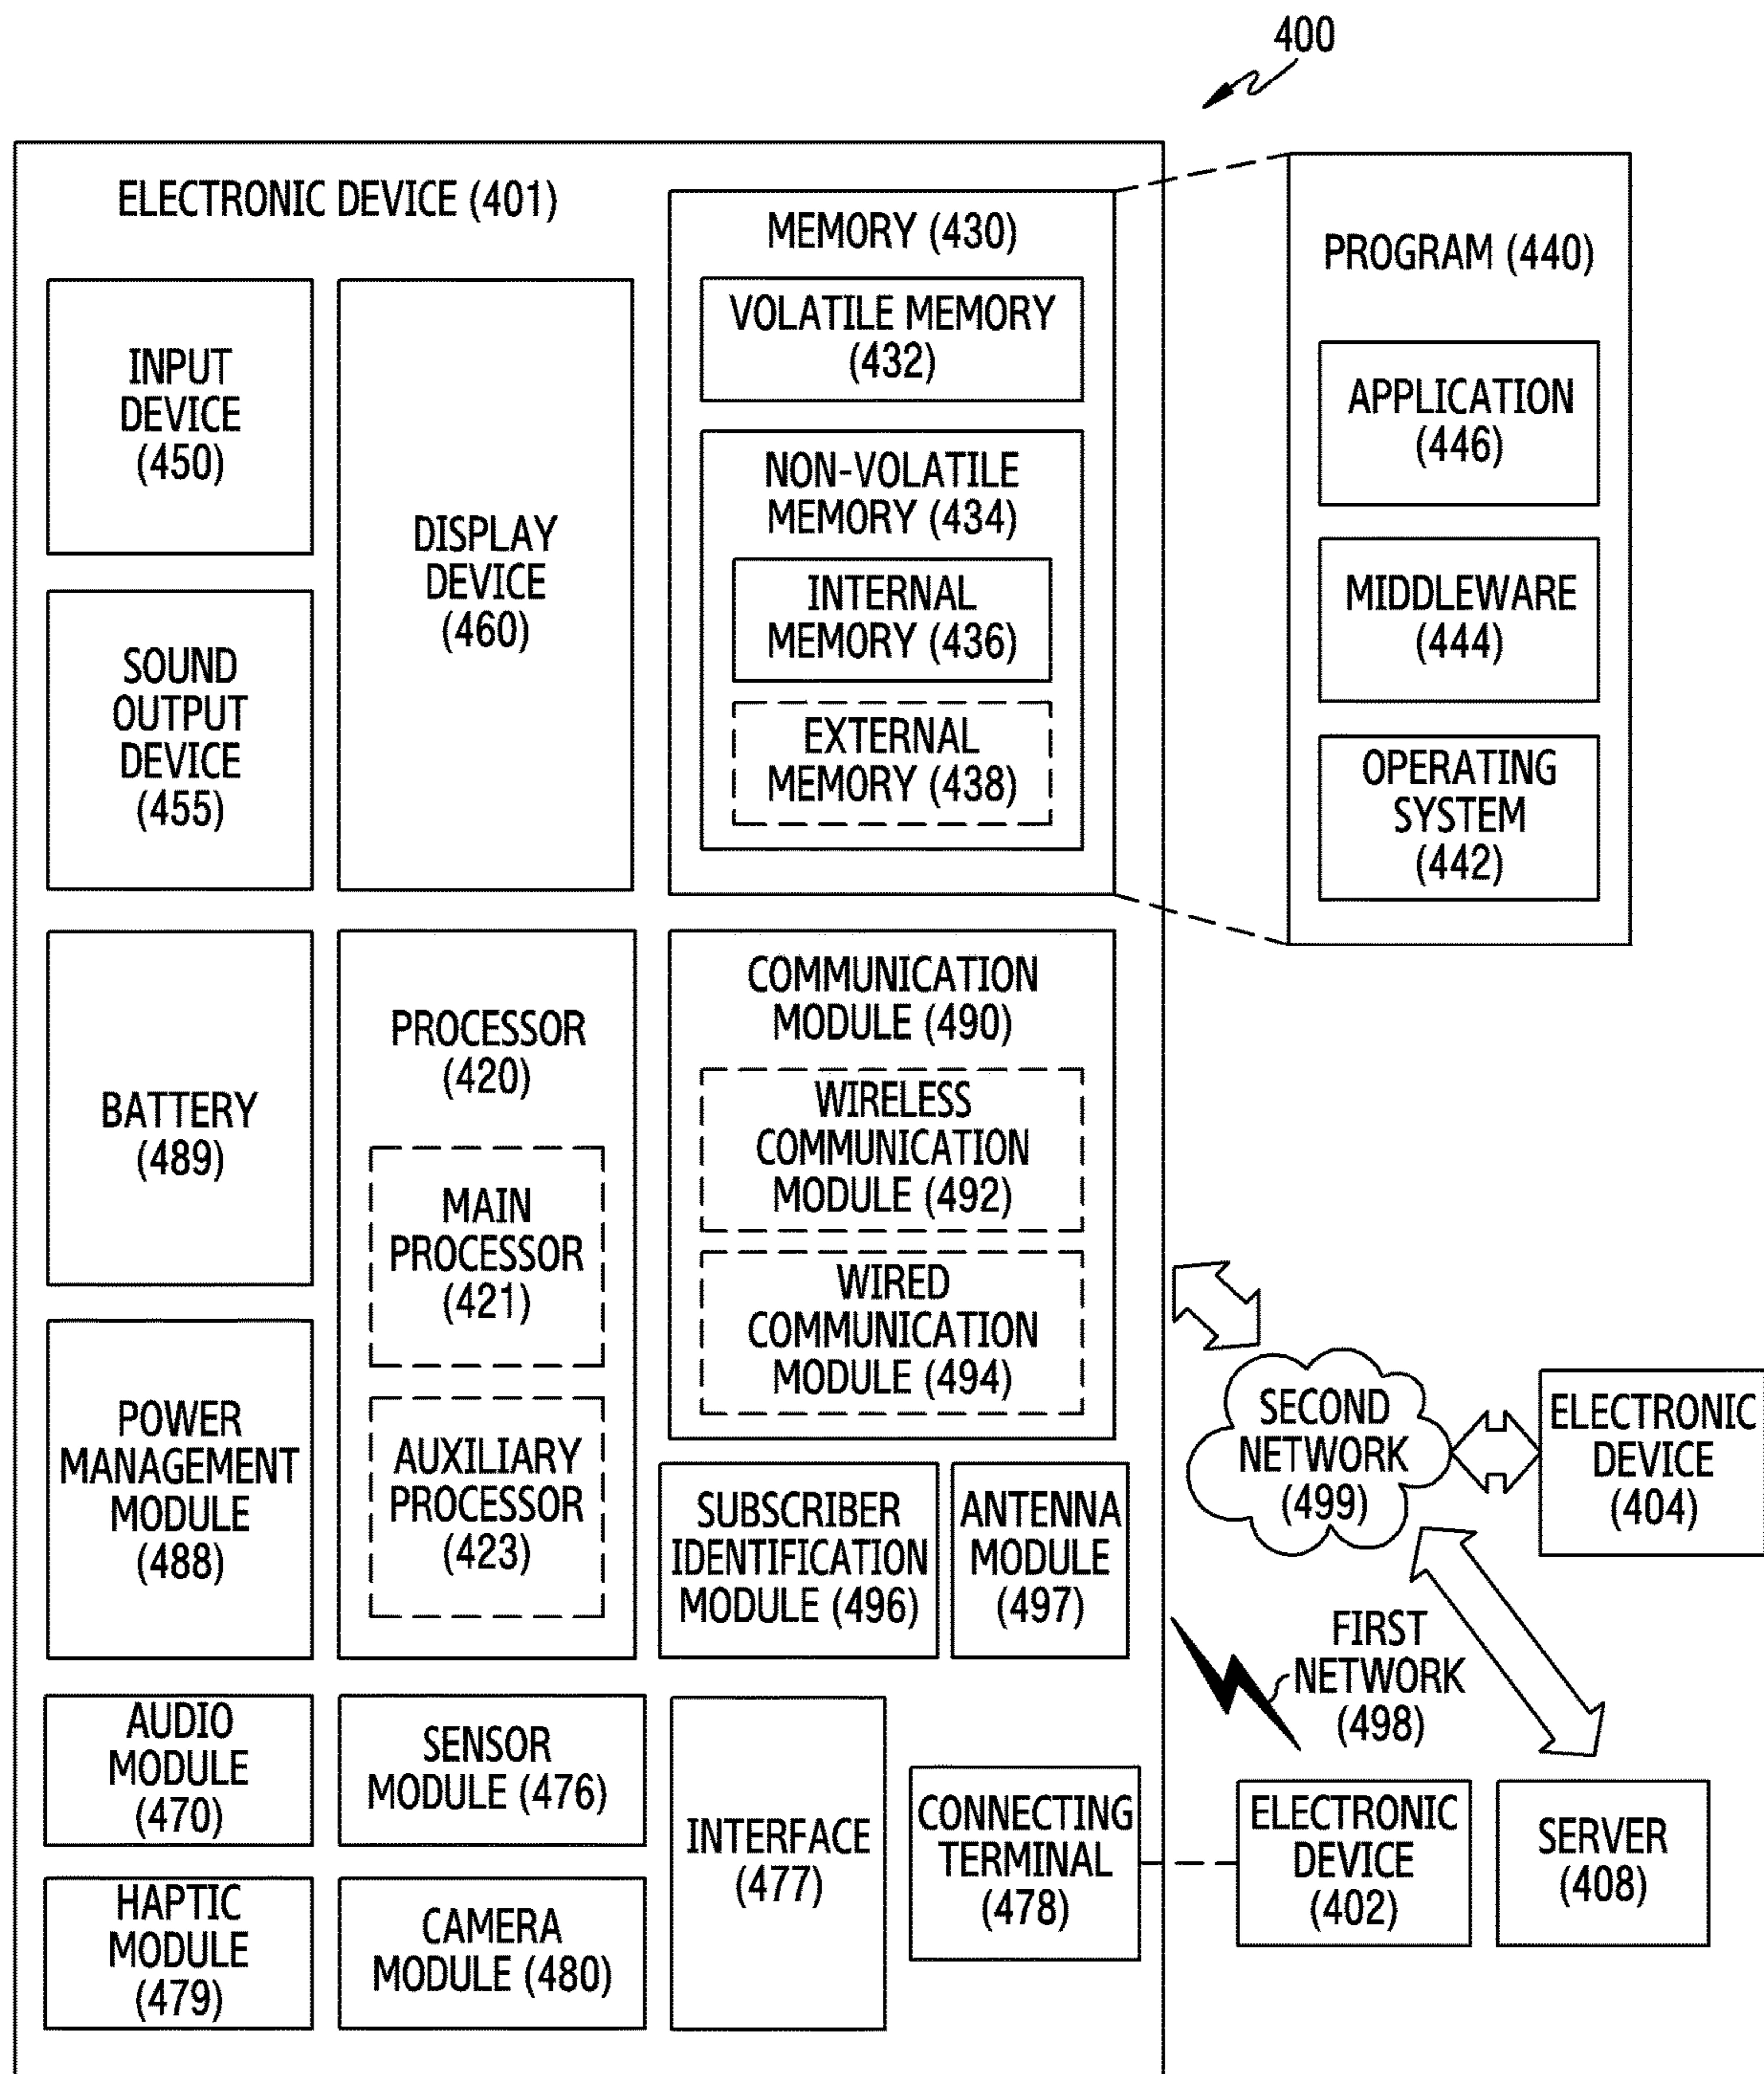 400
ELECTRONIC DEVICE (401)
INPUT
DEVICE
(450)
SOUND
OUTPUT
DEVICE
(455)
DISPLAY
DEVICE
(460)
MEMORY (430)
VOLATILE MEMORY
(432)
NON-VOLATILE
MEMORY (434)
INTERNAL
MEMORY (436)
EXTERNAL
MEMORY (438)
PROGRAM (440)
APPLICATION
(446)
MIDDLEWARE
(444)
OPERATING
SYSTEM
(442)
BATTERY
(489)
POWER
MANAGEMENT
MODULE
(488)
PROCESSOR
(420)
MAIN
PROCESSOR
(421)
AUXILIARY
PROCESSOR
(423)
COMMUNICATION
MODULE (490)
WIRELESS
COMMUNICATION
MODULE (492)
WIRED
COMMUNICATION
MODULE (494)
SUBSCRIBER
IDENTIFICATION
MODULE (496)
ANTENNA
MODULE
(497)
SECOND
NETWORK
(499)
ELECTRONIC
DEVICE
(404)
FIRST
NETWORK
(498)
AUDIO
MODULE
(470)
SENSOR
MODULE (476)
HAPTIC
MODULE
(479)
CAMERA
MODULE (480)
INTERFACE
(477)
CONNECTING
TERMINAL
(478)
ELECTRONIC
DEVICE
(402)
SERVER
(408)